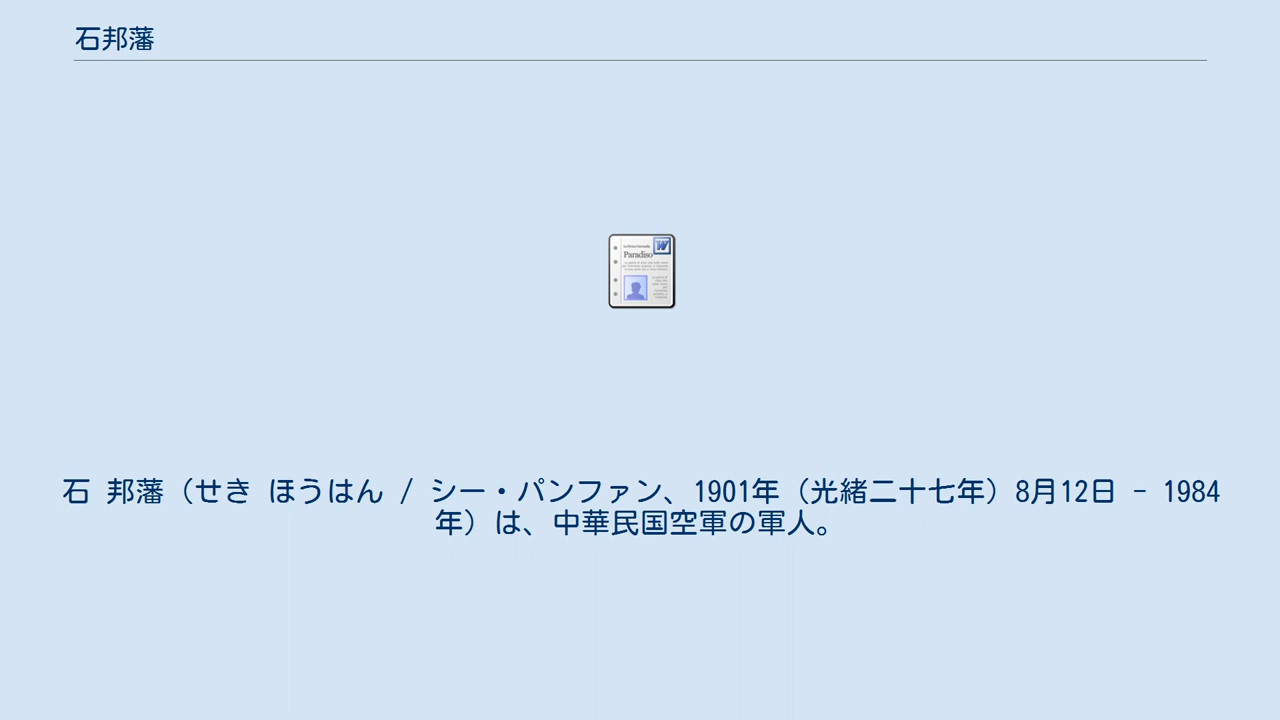 石邦藩
Paradiso
W
石 邦藩（せき ほうはん / シー・パンファン、1901年（光緒二十七年）8月12日 - 1984
年）は、中華民国空軍の軍人。